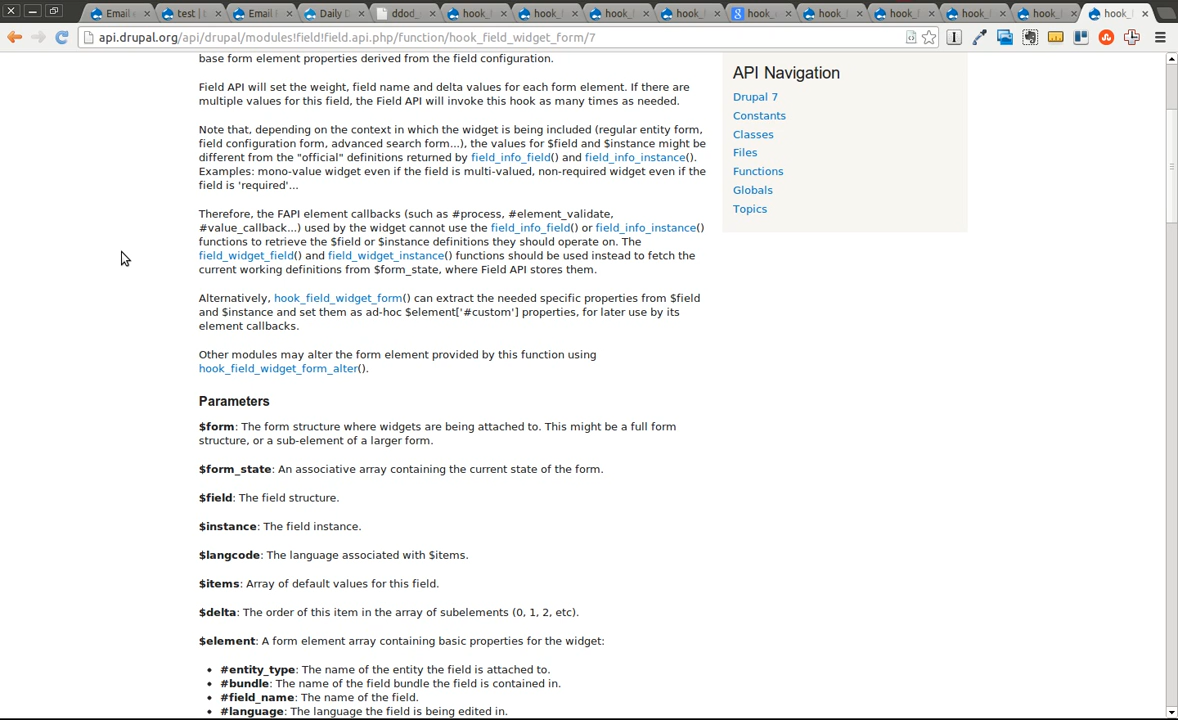 Email e
test | t
Email
Daily D
ddod_
hook_
hook_
hook_
hook_
hook_
hook_
hook_
hook_
hook_
hook_
api.drupal.org/api/drupal/modules!field!field.api.php/function/hook_field_widget_form/7
base form element properties derived from the field configuration.
Field API will set the weight, field name and delta values for each form element. If there are
multiple values for this field, the Field API will invoke this hook as many times as needed.
Note that, depending on the context in which the widget is being included (regular entity form,
field configuration form, advanced search form...), the values for $field and $instance might be
different from the "official" definitions returned by field_info_field() and field_info_instance().
Examples: mono-value widget even if the field is multi-valued, non-required widget even if the
field is 'required'...
Therefore, the FAPI element callbacks (such as #process, #element_validate,
#value_callback...) used by the widget cannot use the field_info_field() or field_info_instance()
functions to retrieve the $field or $instance definitions they should operate on. The
field_widget_field() and field_widget_instance() functions should be used instead to fetch the
current working definitions from $form_state, where Field API stores them.
Alternatively, hook_field_widget_form() can extract the needed specific properties from $field
and $instance and set them as ad-hoc $element['#custom'] properties, for later use by its
element callbacks.
Other modules may alter the form element provided by this function using
hook_field_widget_form_alter().
Parameters
$form: The form structure where widgets are being attached to. This might be a full form
structure, or a sub-element of a larger form.
$form_state: An associative array containing the current state of the form.
$field: The field structure.
$instance: The field instance.
$langcode: The language associated with $items.
$items: Array of default values for this field.
$delta: The order of this item in the array of subelements (0, 1, 2, etc).
$element: A form element array containing basic properties for the widget:
• #entity_type: The name of the entity the field is attached to.
• #bundle: The name of the field bundle the field is contained in.
• #field_name: The name of the field.
• #language: The language the field is being edited in.
API Navigation
Drupal 7
Constants
Classes
Files
Functions
Globals
Topics